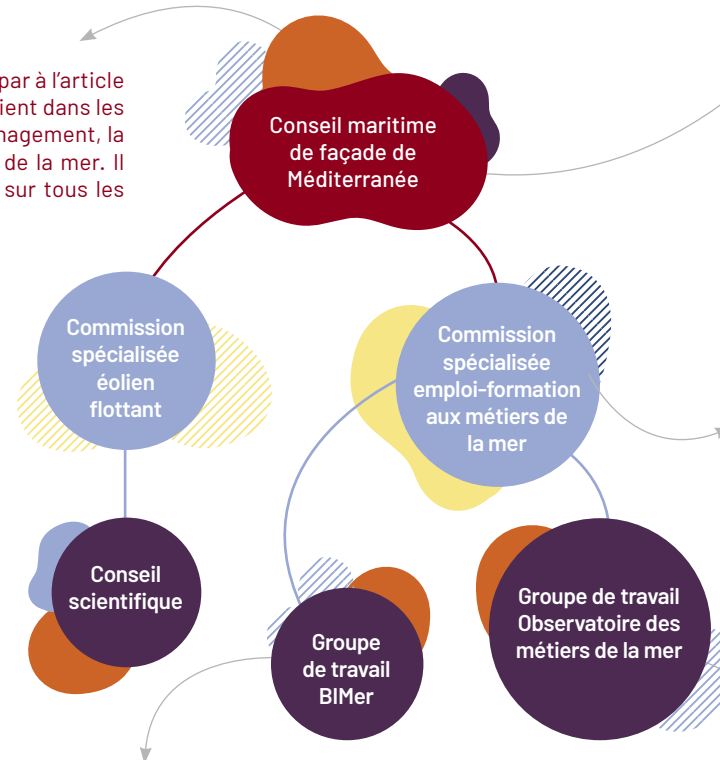 par à l'article
ient dans les
nagement, la
de la mer. Il
sur tous les
Conseil maritime
de façade de
Méditerranée
Commission
spécialisée
éolien
flottant
Commission
spécialisée
emploi-formation
aux métiers de
la mer
Conseil
scientifique
Groupe
de travail
BIMer
Groupe de travail
Observatoire des
métiers de la mer